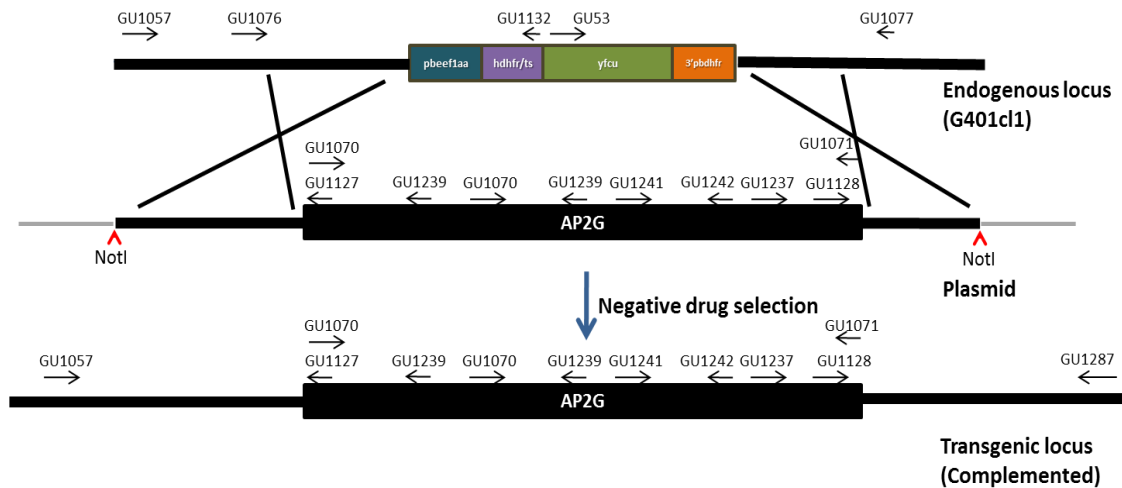 GU1057 GU1076 GU1132 GU53 GU1077
pbeef1aa hdhfr/ts yfcu 3'pbdhfr
Endogenous locus
(G401cl1)
GU1070 GU1071
GU1127 GU1239 GU1070 GU1239 GU1241 GU1242 GU1237 GU1128
AP2G
NotI NotI
Plasmid
Negative drug selection
GU1070 GU1071
GU1057 GU1127 GU1239 GU1070 GU1239 GU1241 GU1242 GU1237 GU1128 GU1287
AP2G
Transgenic locus
(Complemented)